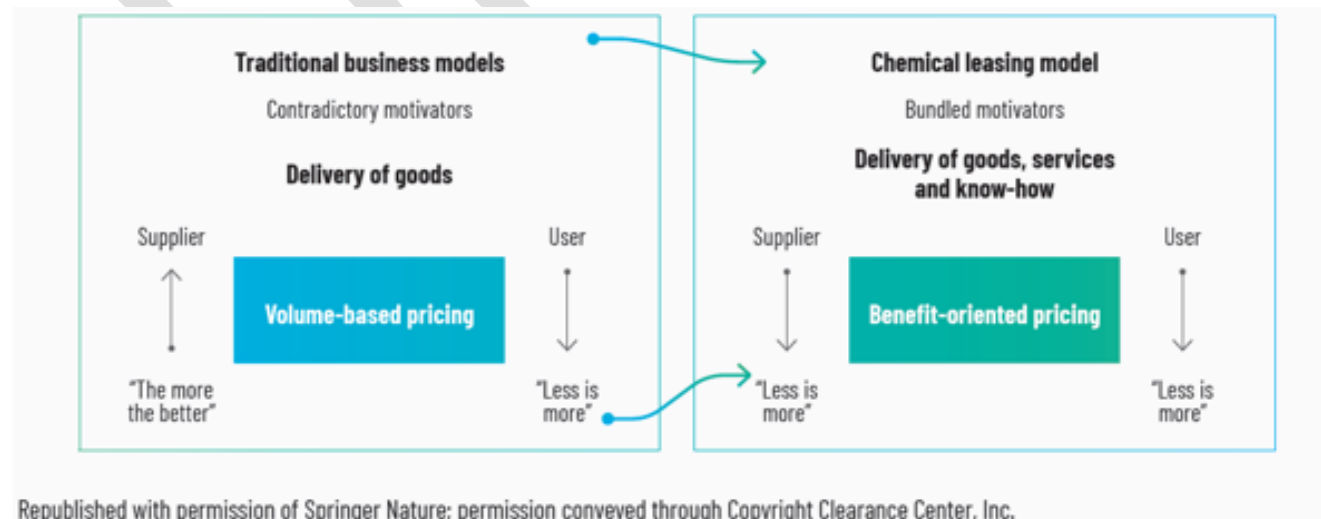 Traditional business models
Contradictory motivators
Delivery of goods
Supplier
User
Volume-based pricing
"The more
the better"
"Less is
more"
Chemical leasing model
Bundled motivators
Delivery of goods, services
and know-how
Supplier
User
Benefit-oriented pricing
"Less is
more"
"Less is
more"
Republished with permission of Springer Nature; permission conveyed through Copyright Clearance Center, Inc.